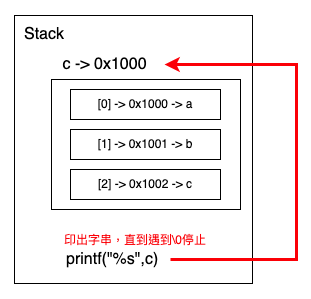 Stack
c -> 0x1000
[0] -> 0x1000 -> a
[1] -> 0x1001 -> b
[2] -> 0x1002 -> c
印出字串，直到遇到\0停止
printf("%s",c)